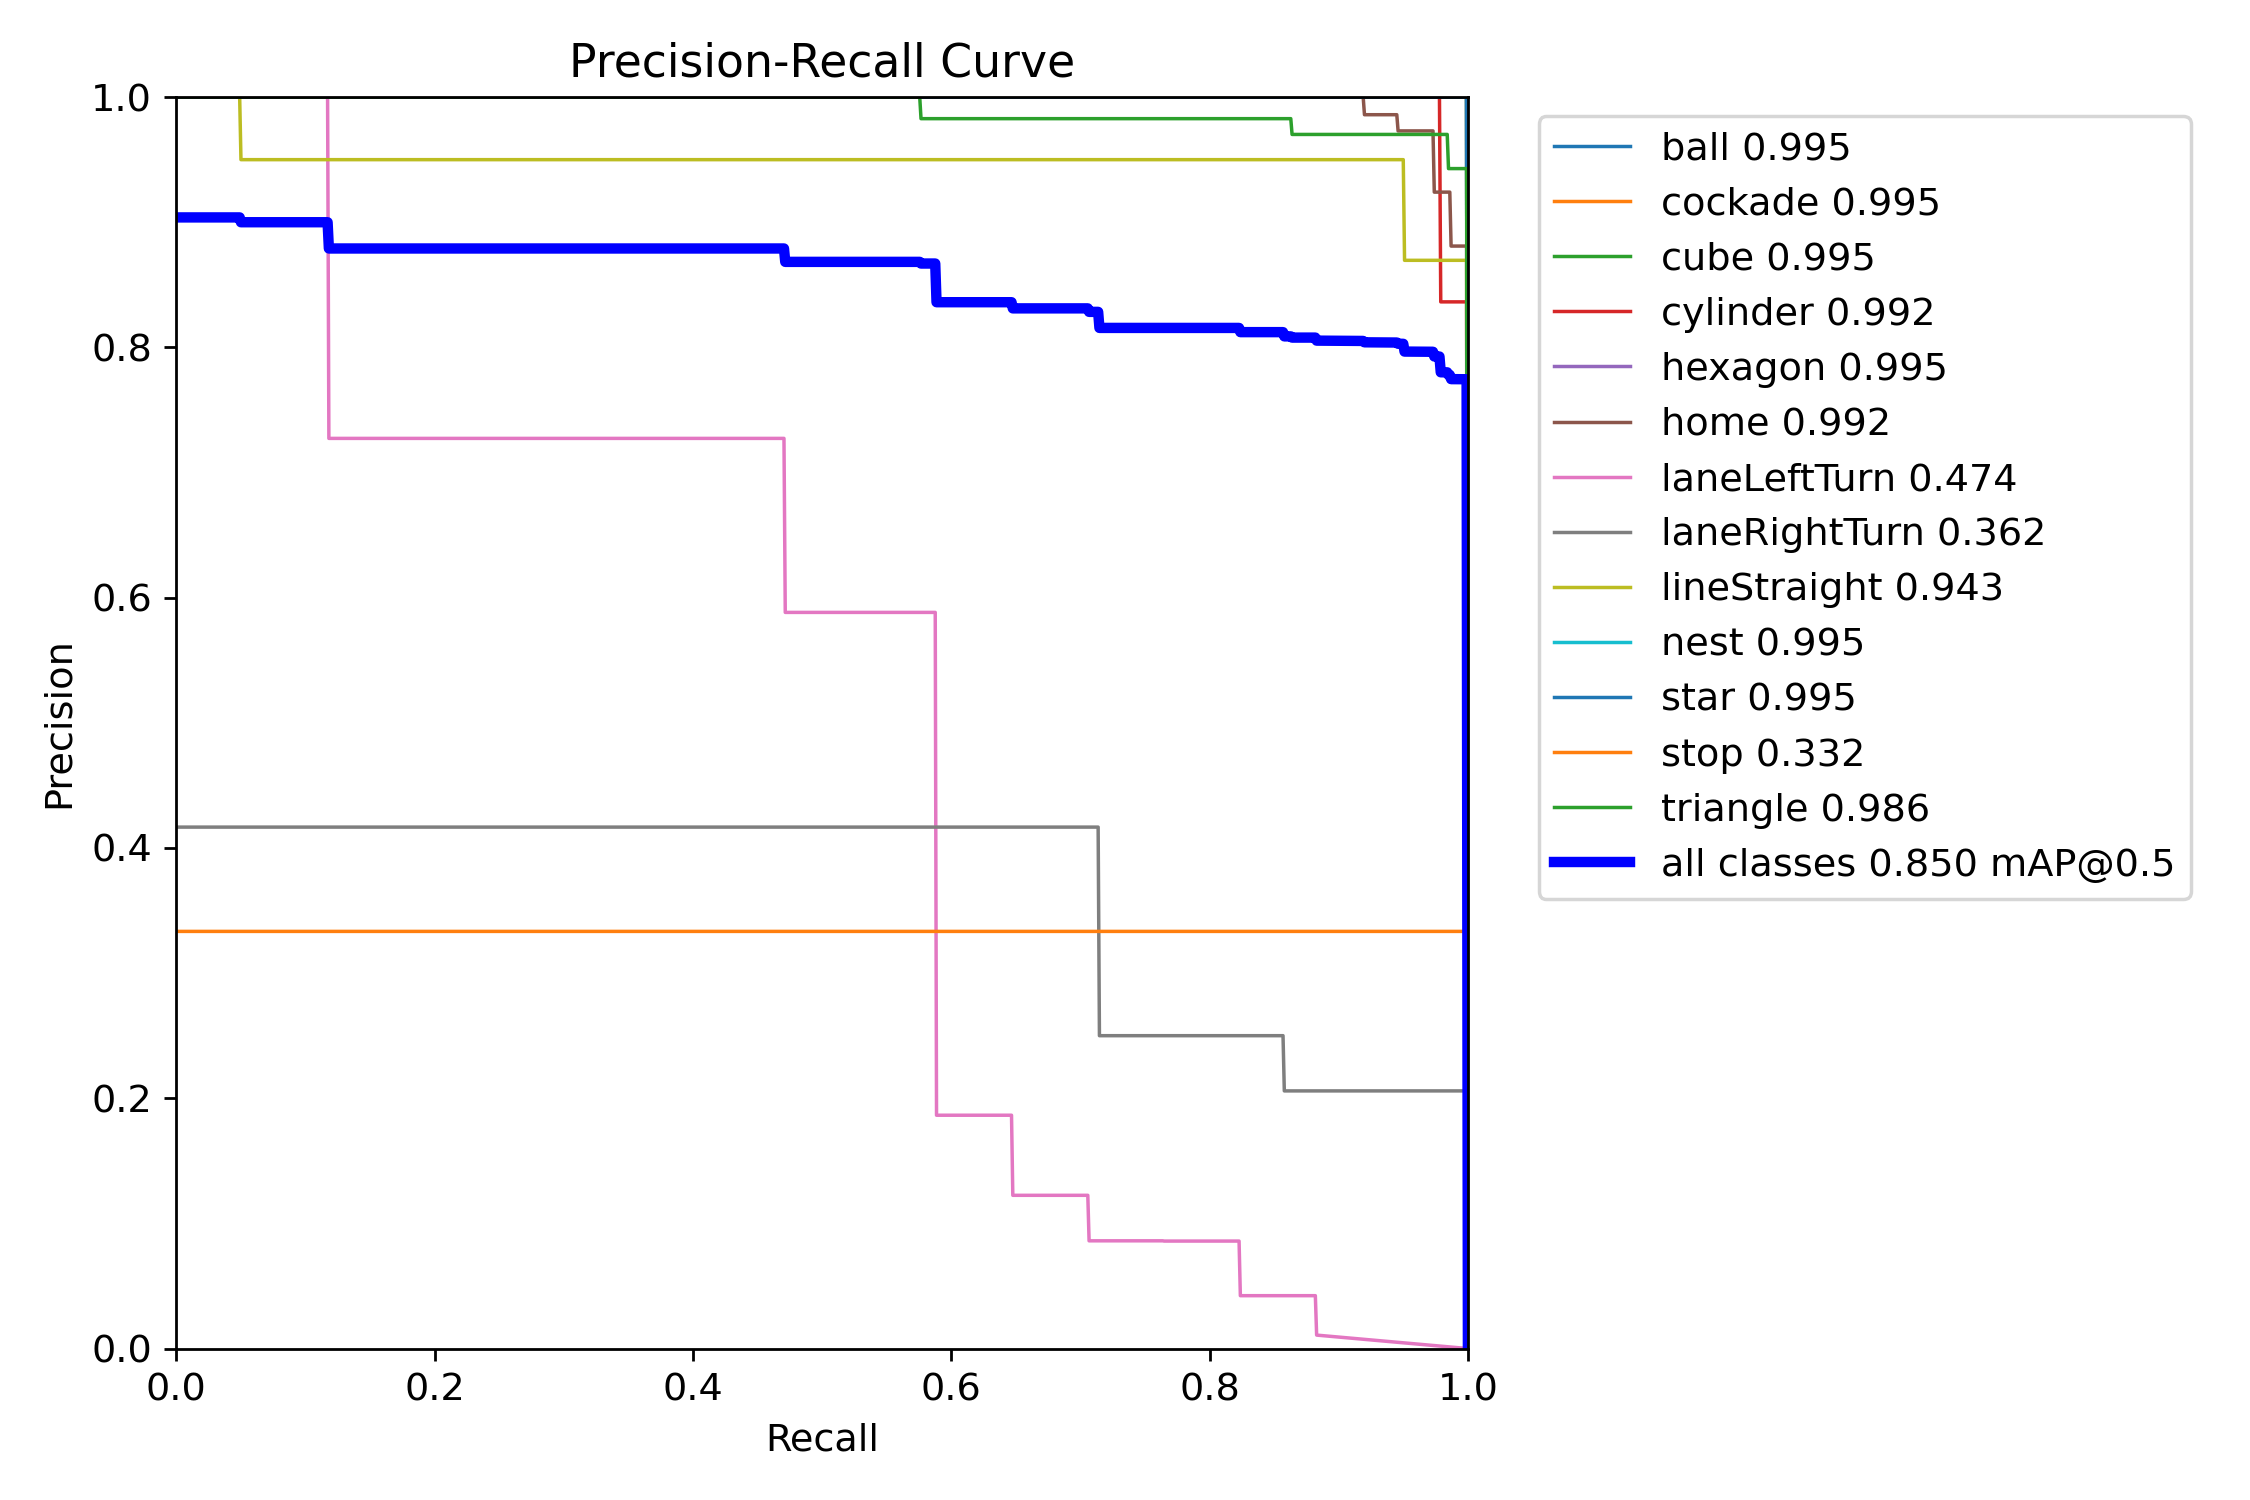 Precision-Recall Curve
1.0
0.8
0.6
0.4
0.2
0.0
Precision
0.0 0.2 0.4 0.6 0.8 1.0
Recall
ball 0.995
cockade 0.995
cube 0.995
cylinder 0.992
hexagon 0.995
home 0.992
laneLeftTurn 0.474
laneRightTurn 0.362
lineStraight 0.943
nest 0.995
star 0.995
stop 0.332
triangle 0.986
all classes 0.850 mAP@0.5